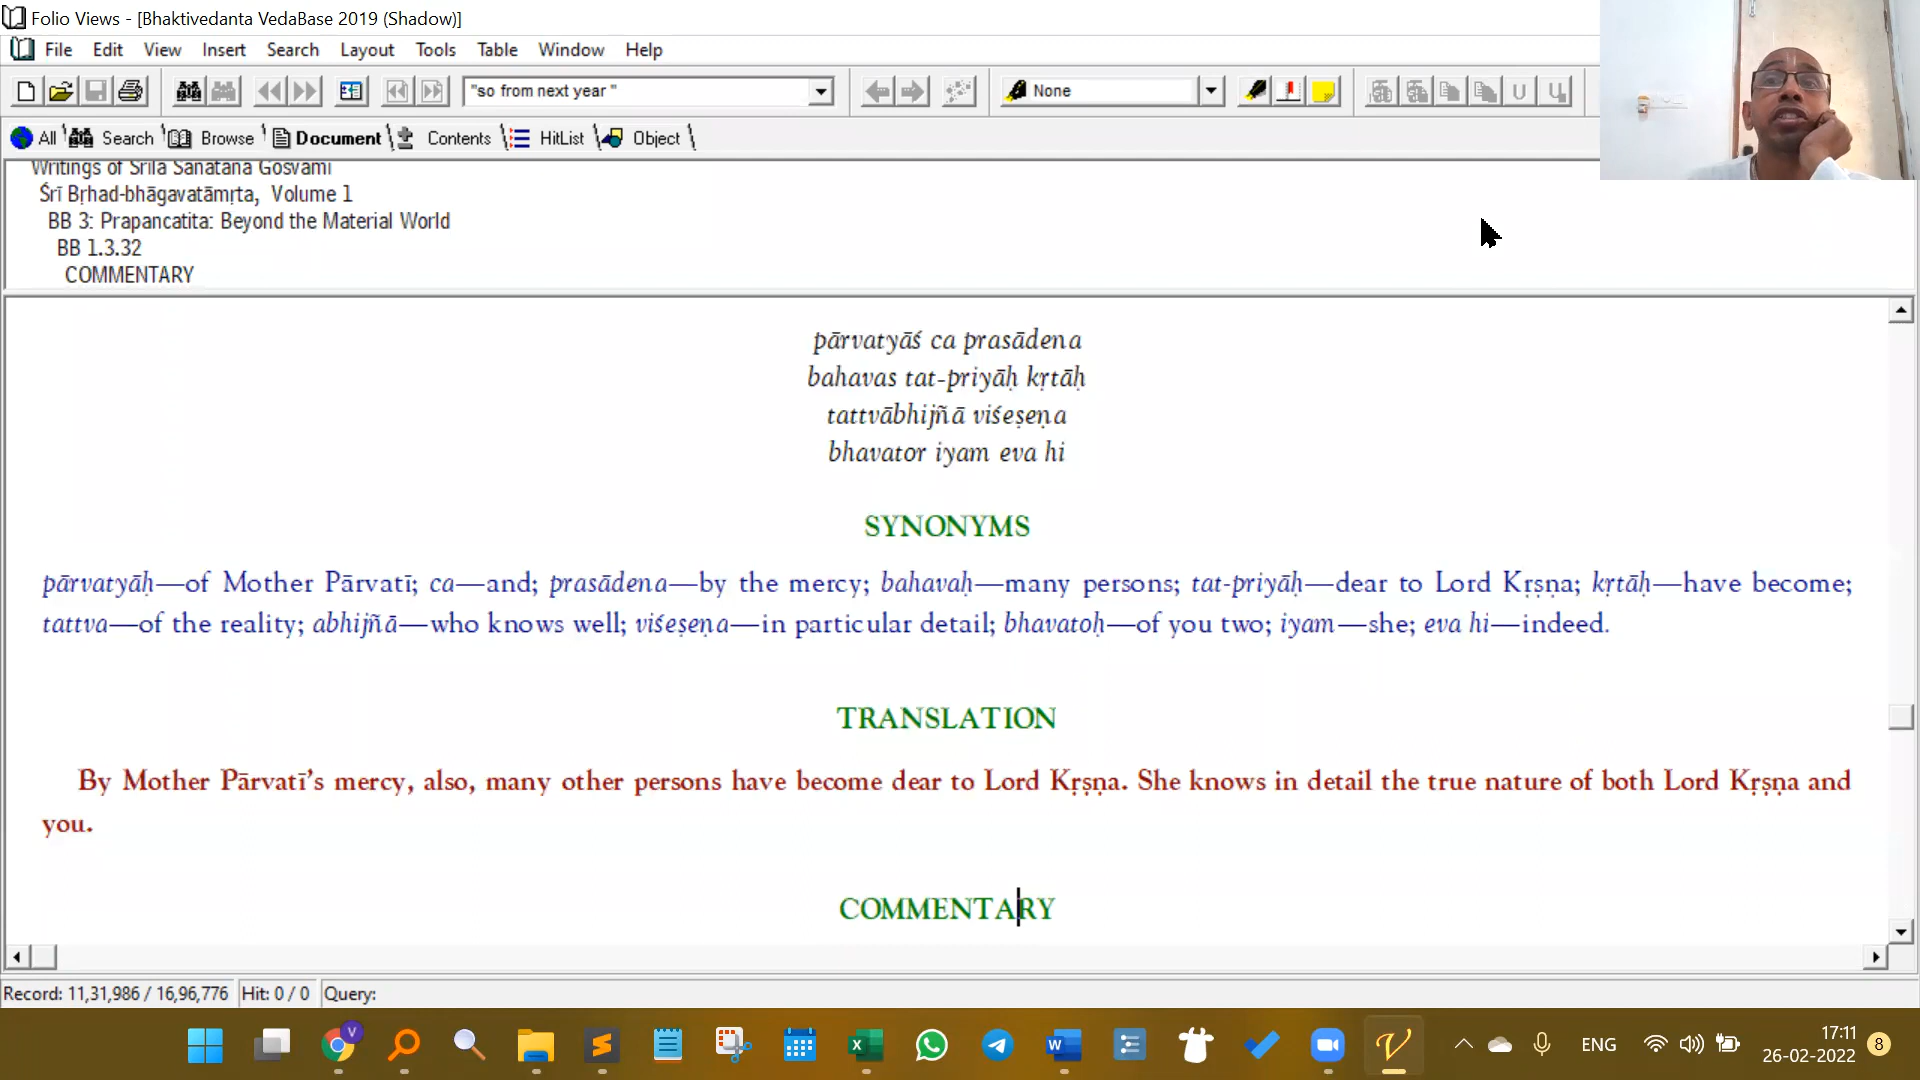 Folio Views - [Bhaktivedanta VedaBase 2019 (Shadow)]
File Edit View Insert Search Layout Tools Table Window Help
"so from next year " None
All Search Browse Document Contents HitList Object
Writings of Srila Sanatana Gosvami
Śrī Bṛhad-bhāgavatāmṛta, Volume 1
BB 3: Prapancatita: Beyond the Material World
BB 1.3.32
COMMENTARY
pārvatyāś ca prasādena
bahavas tat-priyāḥ kṛtāḥ
tattvābhijñā viśeṣeṇa
bhavator iyam eva hi
SYNONYMS
pārvatyāḥ—of Mother Pārvatī; ca—and; prasādena—by the mercy; bahavaḥ—many persons; tat-priyāḥ—dear to Lord Kṛṣṇa; kṛtāḥ—have become;
tattva—of the reality; abhijñā—who knows well; viśeṣeṇa—in particular detail; bhavatoḥ—of you two; iyam—she; eva hi—indeed.
TRANSLATION
By Mother Pārvatī's mercy, also, many other persons have become dear to Lord Kṛṣṇa. She knows in detail the true nature of both Lord Kṛṣṇa and
you.
COMMENTARY
Record: 11,31,986 / 16,96,776 Hit: 0 / 0 Query:
ENG 17:11
26-02-2022 8